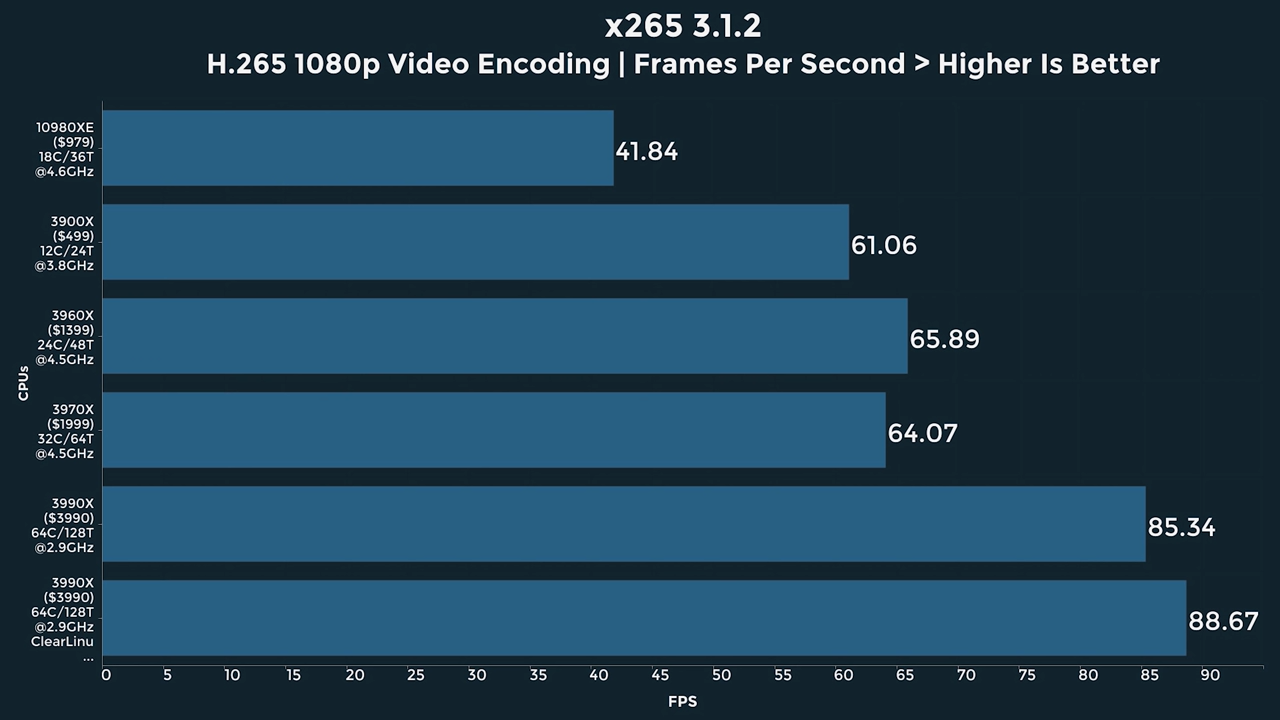 x265 3.1.2
H.265 1080p Video Encoding | Frames Per Second > Higher Is Better
10980XE
($979)
18C/36T
@4.6GHz
41.84
3900X
($499)
12C/24T
@3.8GHz
61.06
3960X
($1399)
24C/48T
@4.5GHz
65.89
CPUs
3970X
($1999)
32C/64T
@4.5GHz
64.07
3990X
($3990)
64C/128T
@2.9GHz
85.34
3990X
($3990)
64C/128T
@2.9GHz
ClearLinu
...
88.67
0 5 10 15 20 25 30 35 40 45 50 55 60 65 70 75 80 85 90
FPS